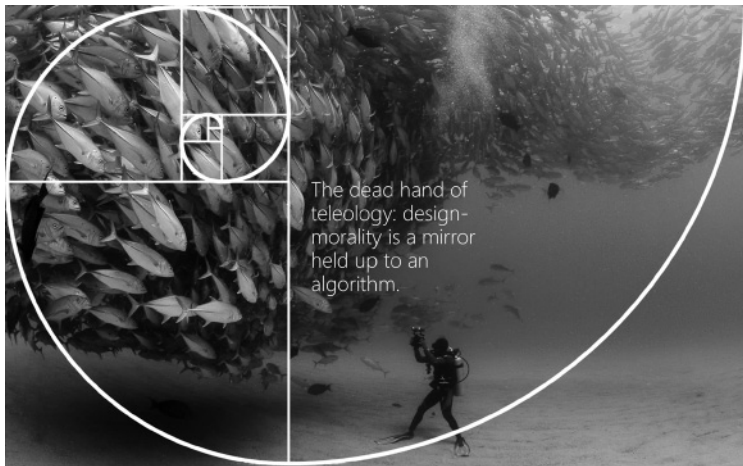 The dead hand of
teleology: design-
morality is a mirror
held up to an
algorithm.